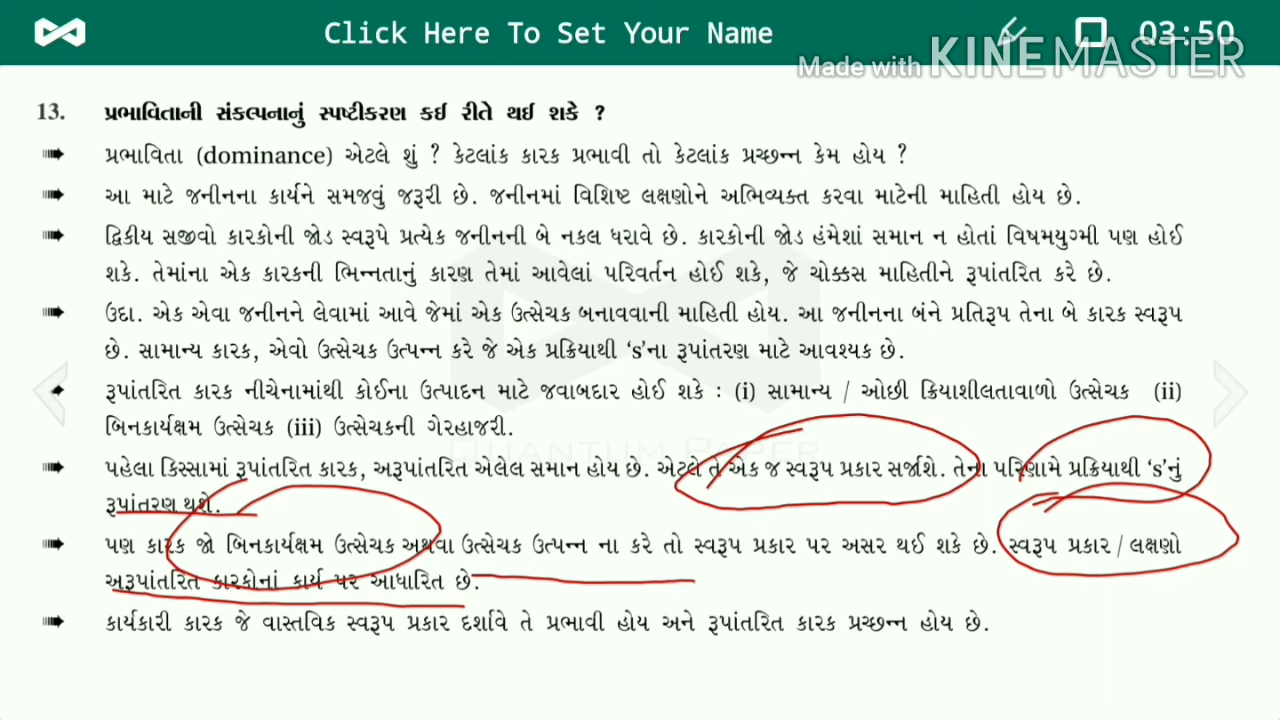 Click Here To Set Your Name
03:50
Made with KINEMASTER
13. પ્રભાવિતાની સંકલ્પનાનું સ્પષ્ટીકરણ કઈ રીતે થઈ શકે ?
પ્રભાવિતા (dominance) એટલે શું ? કેટલાંક કારક પ્રભાવી તો કેટલાંક પ્રચ્છન્ન કેમ હોય ?
આ માટે જનીનના કાર્યને સમજવું જરૂરી છે. જનીનમાં વિશિષ્ટ લક્ષણોને અભિવ્યક્ત કરવા માટેની માહિતી હોય છે.
દ્વિકીય સજીવો કારકોની જોડ સ્વરૂપે પ્રત્યેક જનીનની બે નકલ ધરાવે છે. કારકોની જોડ હંમેશાં સમાન ન હોતાં વિષમયુગ્મી પણ હોઈ
શકે. તેમાંના એક કારકની ભિન્નતાનું કારણ તેમાં આવેલાં પરિવર્તન હોઈ શકે, જે ચોક્કસ માહિતીને રૂપાંતરિત કરે છે.
ઉદા. એક એવા જનીનને લેવામાં આવે જેમાં એક ઉત્સેચક બનાવવાની માહિતી હોય. આ જનીનના બંને પ્રતિરૂપ તેના બે કારક સ્વરૂપ
છે. સામાન્ય કારક, એવો ઉત્સેચક ઉત્પન્ન કરે જે એક પ્રક્રિયાથી ‘s’ના રૂપાંતરણ માટે આવશ્યક છે.
રૂપાંતરિત કારક નીચેનામાંથી કોઈના ઉત્પાદન માટે જવાબદાર હોઈ શકે : (i) સામાન્ય / ઓછી ક્રિયાશીલતાવાળો ઉત્સેચક (ii)
બિનકાર્યક્ષમ ઉત્સેચક (iii) ઉત્સેચકની ગેરહાજરી.
QUANTUM PAPER
પહેલા કિસ્સામાં રૂપાંતરિત કારક, અરૂપાંતરિત એલેલ સમાન હોય છે. એટલે તે એક જ સ્વરૂપ પ્રકાર સર્જાશે. તેના પરિણામે પ્રક્રિયાથી ‘s’નું
રૂપાંતરણ થશે.
પણ કારક જો બિનકાર્યક્ષમ ઉત્સેચક અથવા ઉત્સેચક ઉત્પન્ન ના કરે તો સ્વરૂપ પ્રકાર પર અસર થઈ શકે છે. સ્વરૂપ પ્રકાર / લક્ષણો
અરૂપાંતરિત કારકોનાં કાર્ય પર આધારિત છે.
કાર્યકારી કારક જે વાસ્તવિક સ્વરૂપ પ્રકાર દર્શાવે તે પ્રભાવી હોય અને રૂપાંતરિત કારક પ્રચ્છન્ન હોય છે.